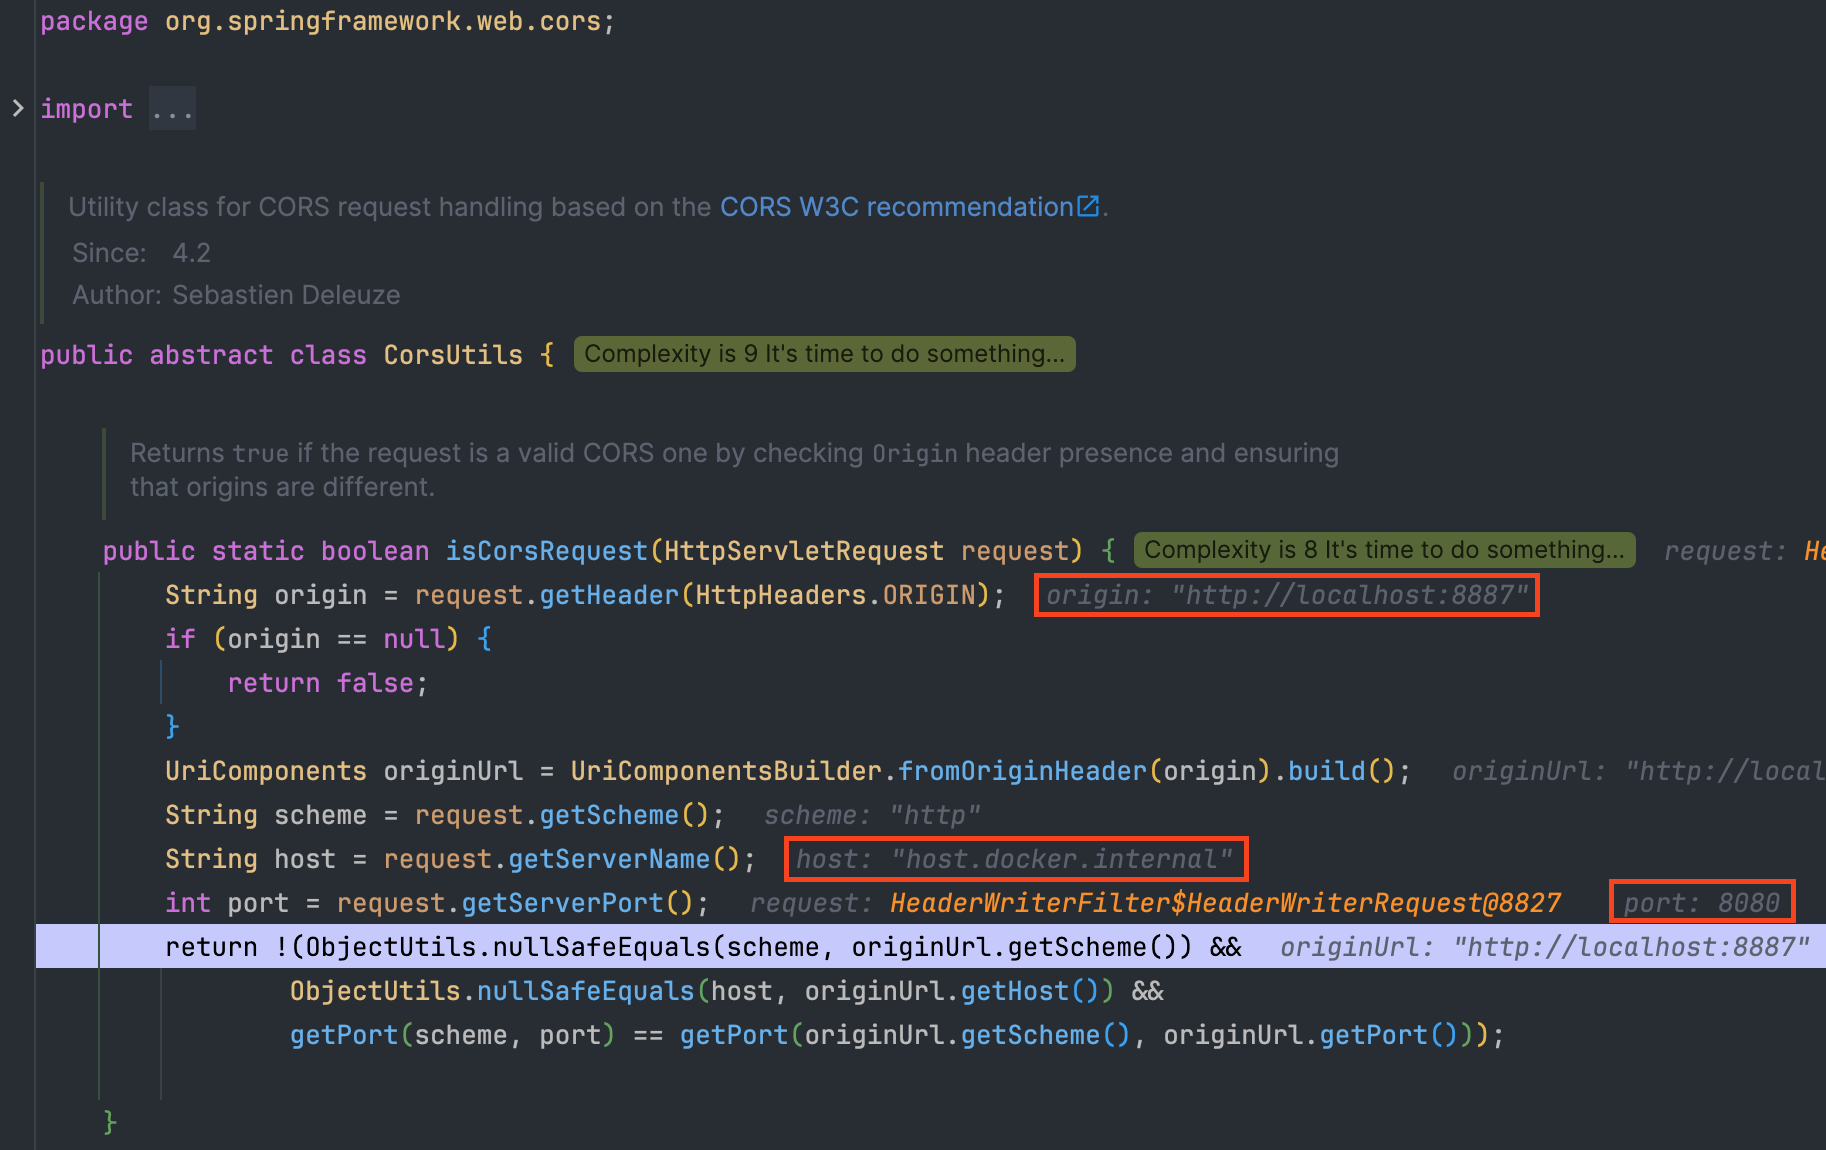 package org.springframework.web.cors;
import ...
Utility class for CORS request handling based on the CORS W3C recommendation.
Since: 4.2
Author: Sebastien Deleuze
public abstract class CorsUtils { Complexity is 9 It's time to do something...
Returns true if the request is a valid CORS one by checking Origin header presence and ensuring
that origins are different.
public static boolean isCorsRequest(HttpServletRequest request) { Complexity is 8 It's time to do something... request: He
String origin = request.getHeader(HttpHeaders.ORIGIN); origin: "http://localhost:8887"
if (origin == null) {
return false;
}
UriComponents originUrl = UriComponentsBuilder.fromOriginHeader(origin).build(); originUrl: "http://local
String scheme = request.getScheme(); scheme: "http"
String host = request.getServerName(); host: "host.docker.internal"
int port = request.getServerPort(); request: HeaderWriterFilter$HeaderWriterRequest@8827 port: 8080
return !(ObjectUtils.nullSafeEquals(scheme, originUrl.getScheme()) && originUrl: "http://localhost:8887"
ObjectUtils.nullSafeEquals(host, originUrl.getHost()) &&
getPort(scheme, port) == getPort(originUrl.getScheme(), originUrl.getPort()));
}